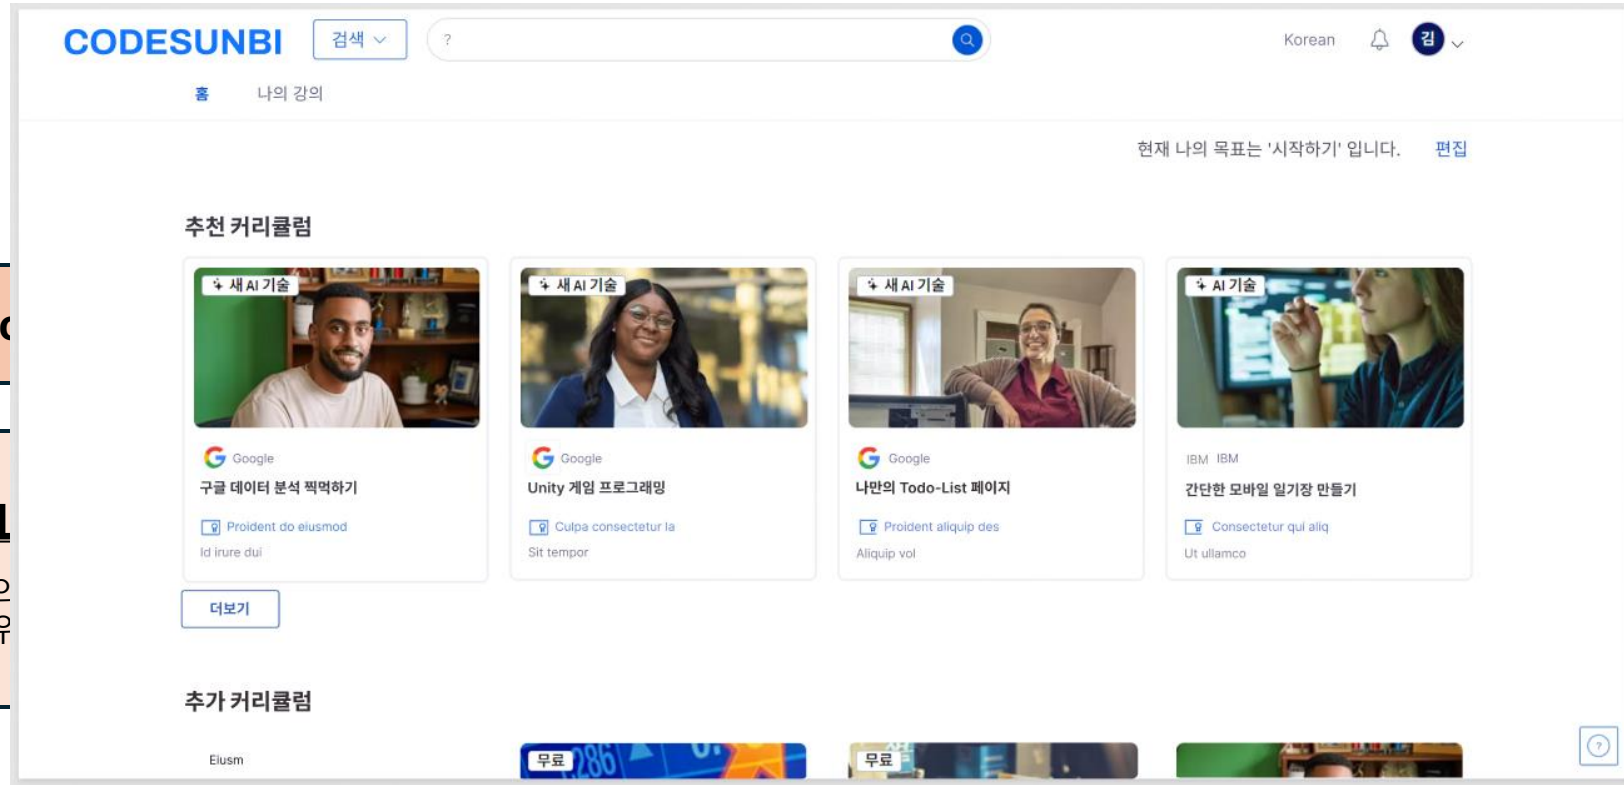 CODESUNBI
검색
?
Korean
김
홈
나의 강의
현재 나의 목표는 '시작하기' 입니다.
편집
추천 커리큘럼
새 AI 기술
새 AI 기술
새 AI 기술
AI 기술
Google
Google
Google
IBM IBM
구글 데이터 분석 찍먹하기
Unity 게임 프로그래밍
나만의 Todo-List 페이지
간단한 모바일 일기장 만들기
Proident do eiusmod
Culpa consectetur la
Proident aliquip des
Consectetur qui aliq
Id irure dui
Sit tempor
Aliquip vol
Ut ullamco
더보기
추가 커리큘럼
Eiusm
무료
286
무료
?